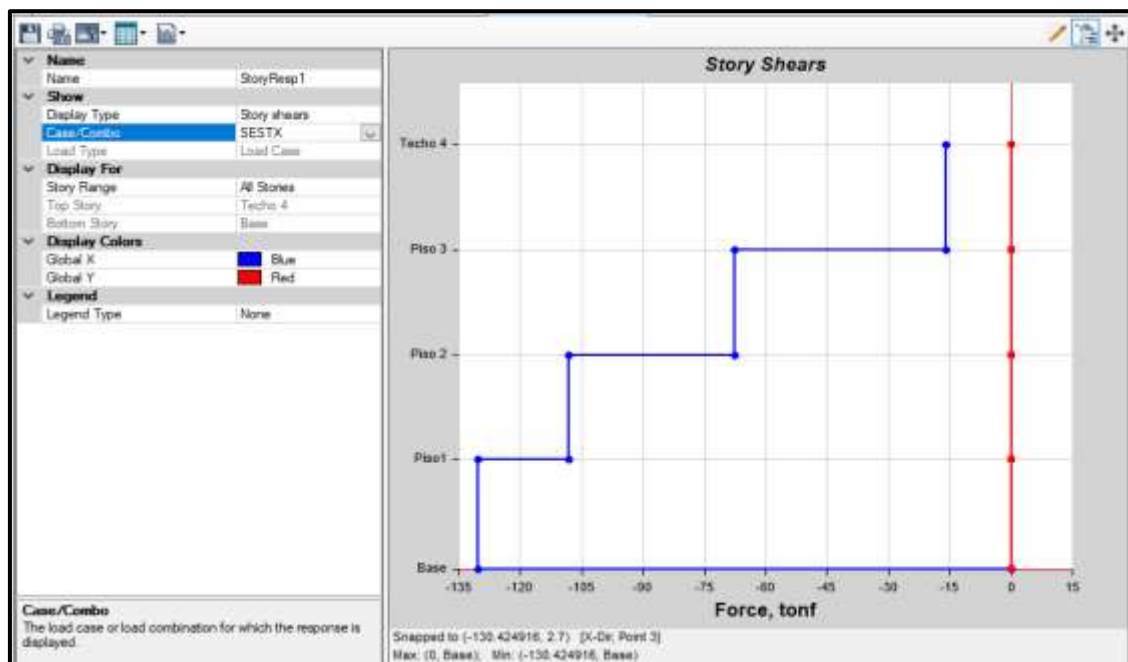 Name
Name StoryResp1
Show
Display Type Story shears
Case/Combo SESTX
Load Type Load Case
Display For
Story Range All Stories
Top Story Techo 4
Bottom Story Base
Display Colors
Global X Blue
Global Y Red
Legend
Legend Type None
Case/Combo
The load case or load combination for which the response is
displayed.
Story Shears
Techo 4
Piso 3
Piso 2
Piso1
Base
-135 -120 -105 -90 -75 -60 -45 -30 -15 0 15
Force, tonf
Snapped to (-130.424916, 2.7) [X-Dir, Point 3]
Max: (0, Base); Min: (-130.424916, Base)